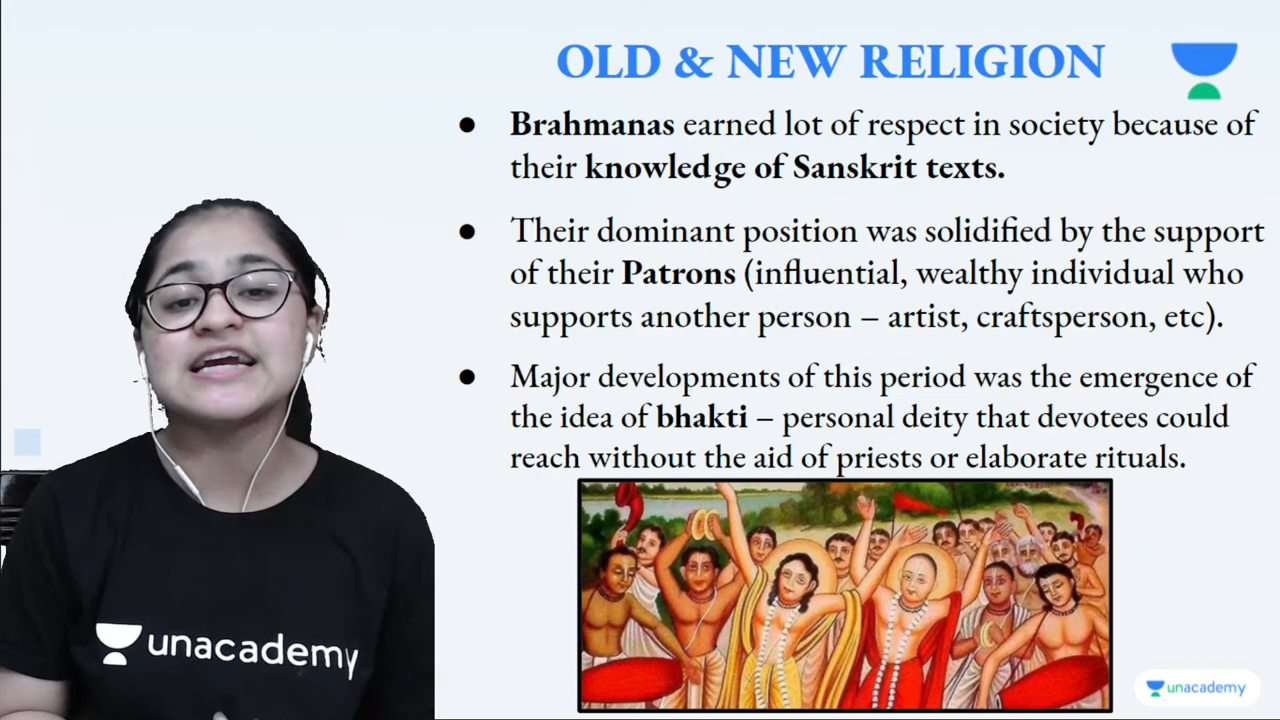 OLD & NEW RELIGION
● Brahmanas earned lot of respect in society because of
their knowledge of Sanskrit texts.
● Their dominant position was solidified by the support
of their Patrons (influential, wealthy individual who
supports another person – artist, craftsperson, etc).
● Major developments of this period was the emergence of
the idea of bhakti – personal deity that devotees could
reach without the aid of priests or elaborate rituals.
unacademy
unacademy